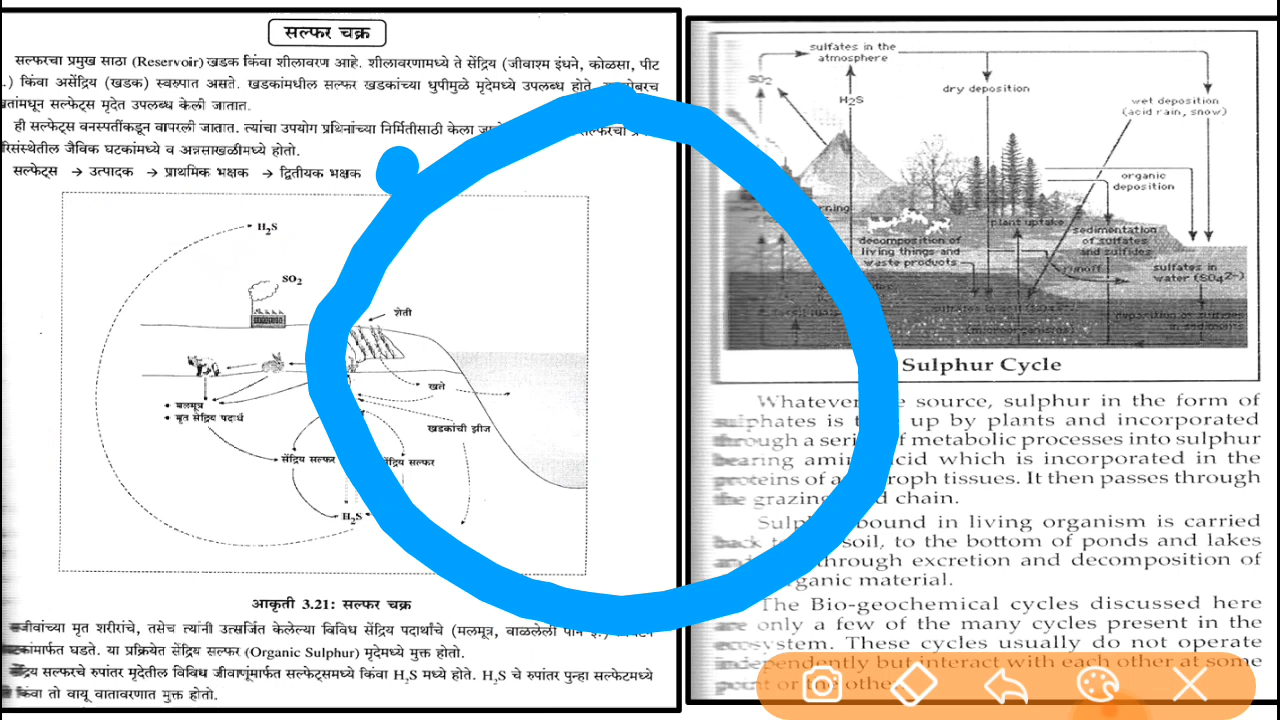 सल्फर चक्र
सल्फरचा प्रमुख साठा (Reservoir) खडक किंवा शीलावरण आहे. शीलावरणामध्ये ते सेंद्रिय (जीवाश्म इंधने, कोळसा, पीट
.) किंवा असेंद्रिय (खडक) स्वरुपात असते. खडकांमधील सल्फर खडकांच्या धुपीमुळे मृदेमध्ये उपलब्ध होते.
खतांमधून सल्फेट्स मृदेत उपलब्ध केली जातात.
ही सल्फेट्स वनस्पतींकडून वापरली जातात. त्यांचा उपयोग प्रथिनांच्या निर्मितीसाठी केला
परिसंस्थेतील जैविक घटकांमध्ये व अन्नसाखळीमध्ये होतो.
सल्फेट्स → उत्पादक → प्राथमिक भक्षक → द्वितीयक भक्षक
H₂S
SO₂
शेती
खते
• मलमूत्र
• मृत सेंद्रिय पदार्थ
खडकांची झीज
सेंद्रिय सल्फर
सेंद्रिय सल्फर
H₂S
आकृती 3.21: सल्फर चक्र
सजीवांच्या मृत शरीरांचे, तसेच त्यांनी उत्सर्जित केलेल्या विविध सेंद्रिय पदार्थांचे (मलमूत्र, वाळलेली पाने इ.)
मार्फत घडते. या प्रक्रियेत सेंद्रिय सल्फर (Organic Sulphur) मृदेमध्ये मुक्त होतो.
सल्फरचे रुपांतर मृदेतील विविध जीवाणूंमार्फत सल्फेट्समध्ये किंवा H₂S मध्ये होते. H₂S चे रुपांतर पुन्हा सल्फेटमध्ये
किंवा तो वायू वातावरणात मुक्त होतो.
sulfates in the
atmosphere
SO₂
H₂S
dry deposition
wet deposition
(acid rain, snow)
organic
deposition
plant uptake
decomposition of
living things and
waste products
sedimentation
of sulfates
and sulfides
runoff
sulfates in
water (SO₄2-)
Sulphur Cycle
Whatever source, sulphur in the form of
sulphates is up by plants and incorporated
through a series of metabolic processes into sulphur
bearing amino acid which is incorporated in the
proteins of autotroph tissues. It then passes through
the grazing food chain.
Sulphur bound in living organism is carried
back to soil, to the bottom of pond and lakes
through excretion and decomposition of
organic material.
The Bio-geochemical cycles discussed here
are only a few of the many cycles present in the
ecosystem. These cycles usually do not operate
independently but interact with each
point or the other